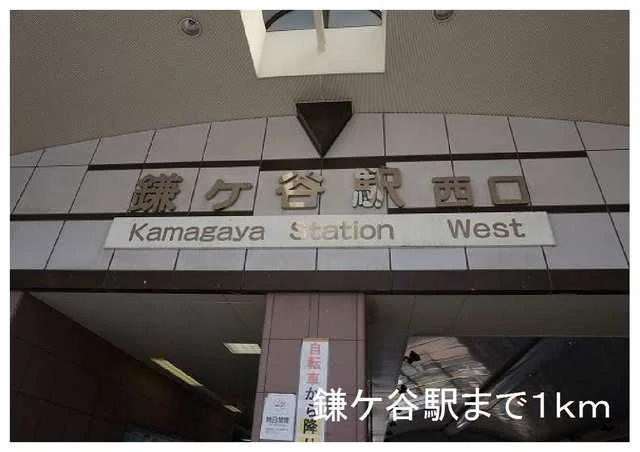 鎌ケ谷駅 西口
Kamagaya Station West
自転車から降り
鎌ケ谷駅まで1km